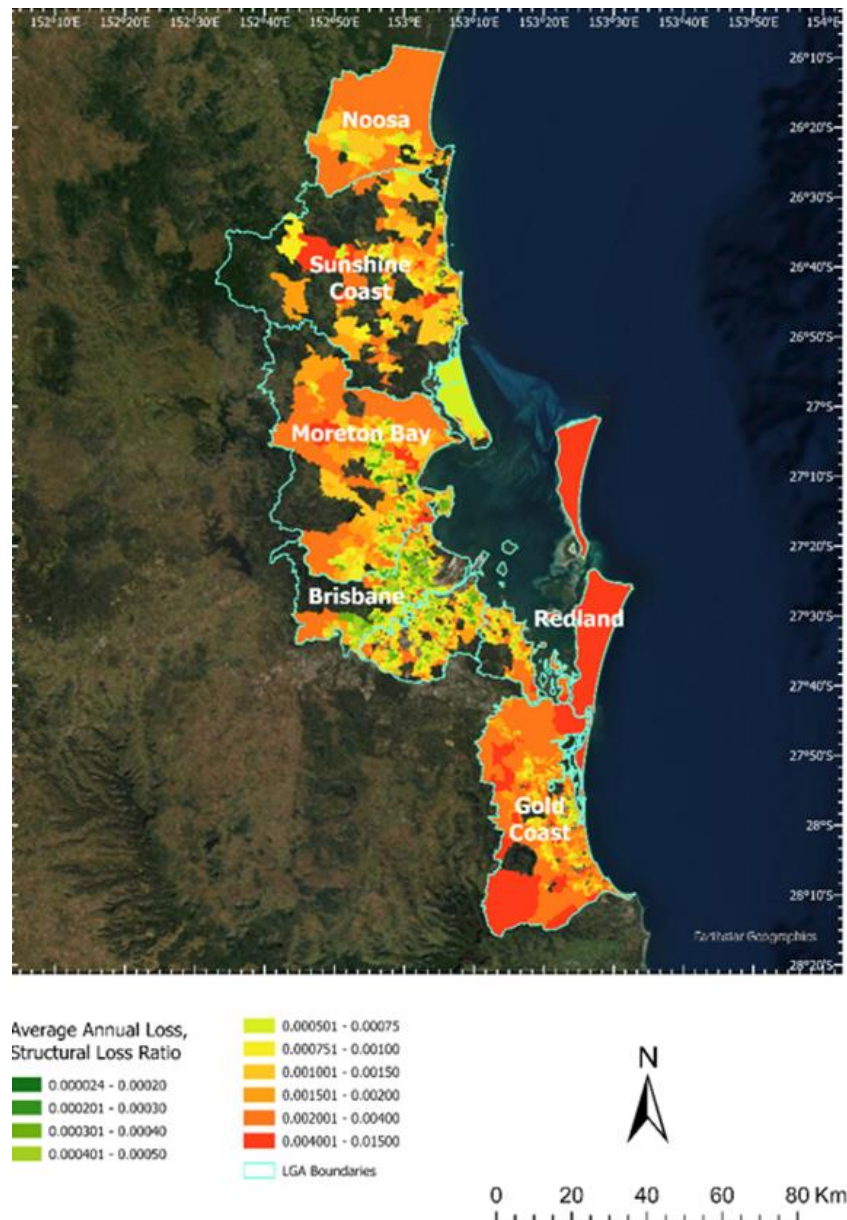 152°10'E 152°20'E 152°30'E 152°40'E 152°50'E 153°E 153°10'E 153°20'E 153°30'E 153°40'E 153°50'E 154°E
26°10'S
Noosa
26°20'S
26°30'S
Sunshine
Coast
26°40'S
26°50'S
27°S
Moreton Bay
27°10'S
27°20'S
Brisbane
Redland
27°30'S
27°40'S
27°50'S
Gold
Coast
28°S
28°10'S
Earthstar Geographics
28°20'S
Average Annual Loss,
Structural Loss Ratio
0.000024 - 0.00020
0.000201 - 0.00030
0.000301 - 0.00040
0.000401 - 0.00050
0.000501 - 0.00075
0.000751 - 0.00100
0.001001 - 0.00150
0.001501 - 0.00200
0.002001 - 0.00400
0.004001 - 0.01500
LGA Boundaries
N
0 20 40 60 80 Km